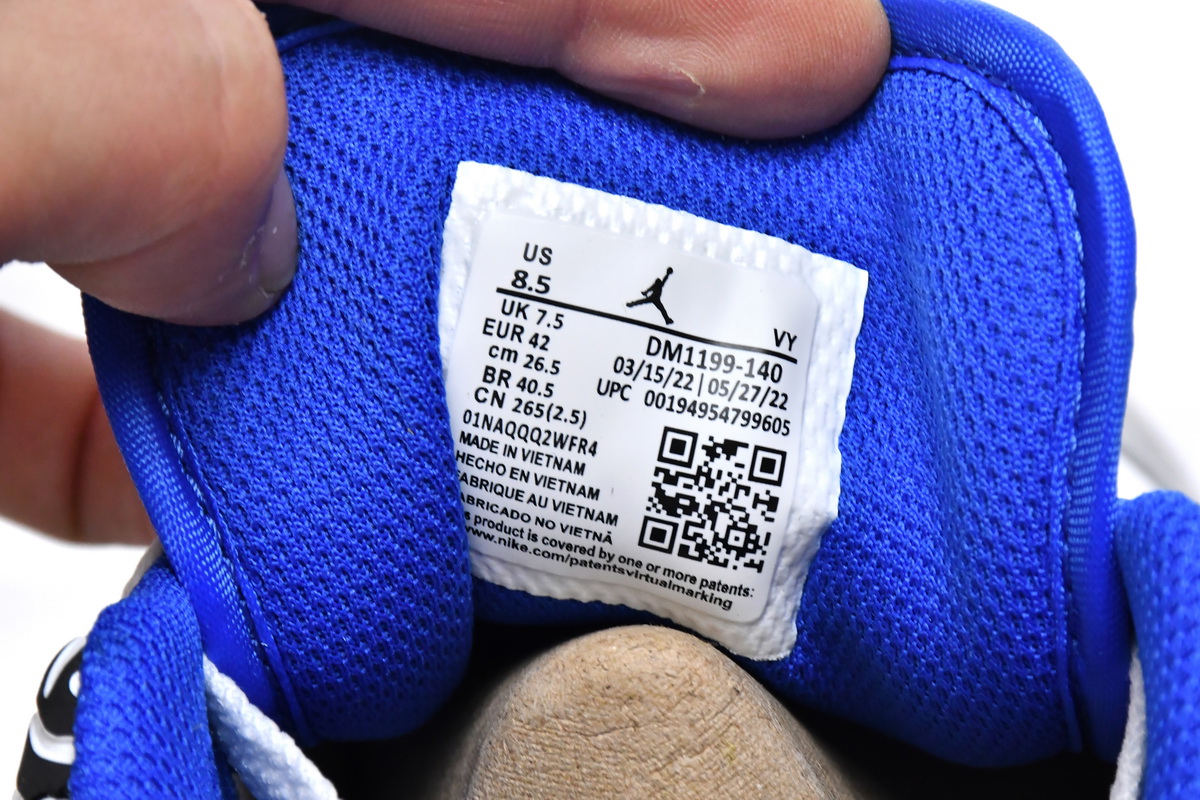 US
8.5
VY
UK 7.5
EUR 42
cm 26.5
BR 40.5
CN 265(2.5)
DM1199-140
03/15/22 | 05/27/22
UPC 00194954799605
01NAQQQ2WFR4
MADE IN VIETNAM
HECHO EN VIETNAM
FABRIQUE AU VIETNAM
ABRICADO NO VIETNÃ
s product is covered by one or more patents:
www.nike.com/patentsvirtualmarking